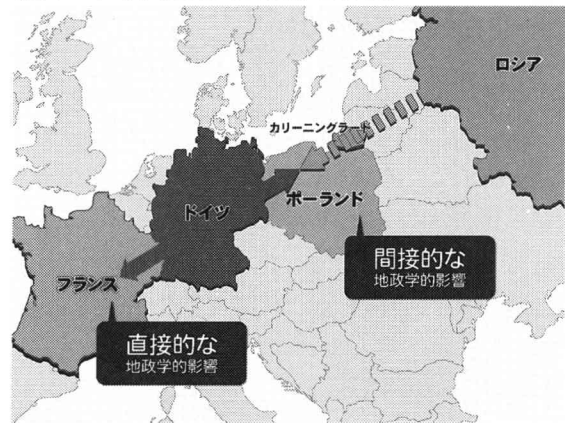 ロシア
カリーニングラード
ドイツ
ポーランド
間接的な
地政学的影響
フランス
直接的な
地政学的影響